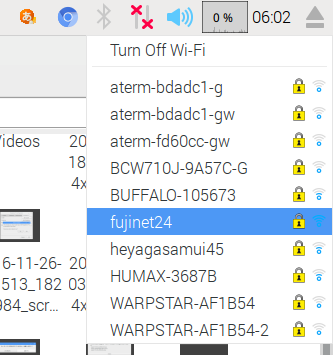 あ
0 %
06:02
Turn Off Wi-Fi
aterm-bdadc1-g
aterm-bdadc1-gw
aterm-fd60cc-gw
BCW710J-9A57C-G
BUFFALO-105673
fujinet24
heyagasamui45
HUMAX-3687B
WARPSTAR-AF1B54
WARPSTAR-AF1B54-2
/ideos
20
18
4x
6-11-26-
513_182
984_scr...
20
03
4x